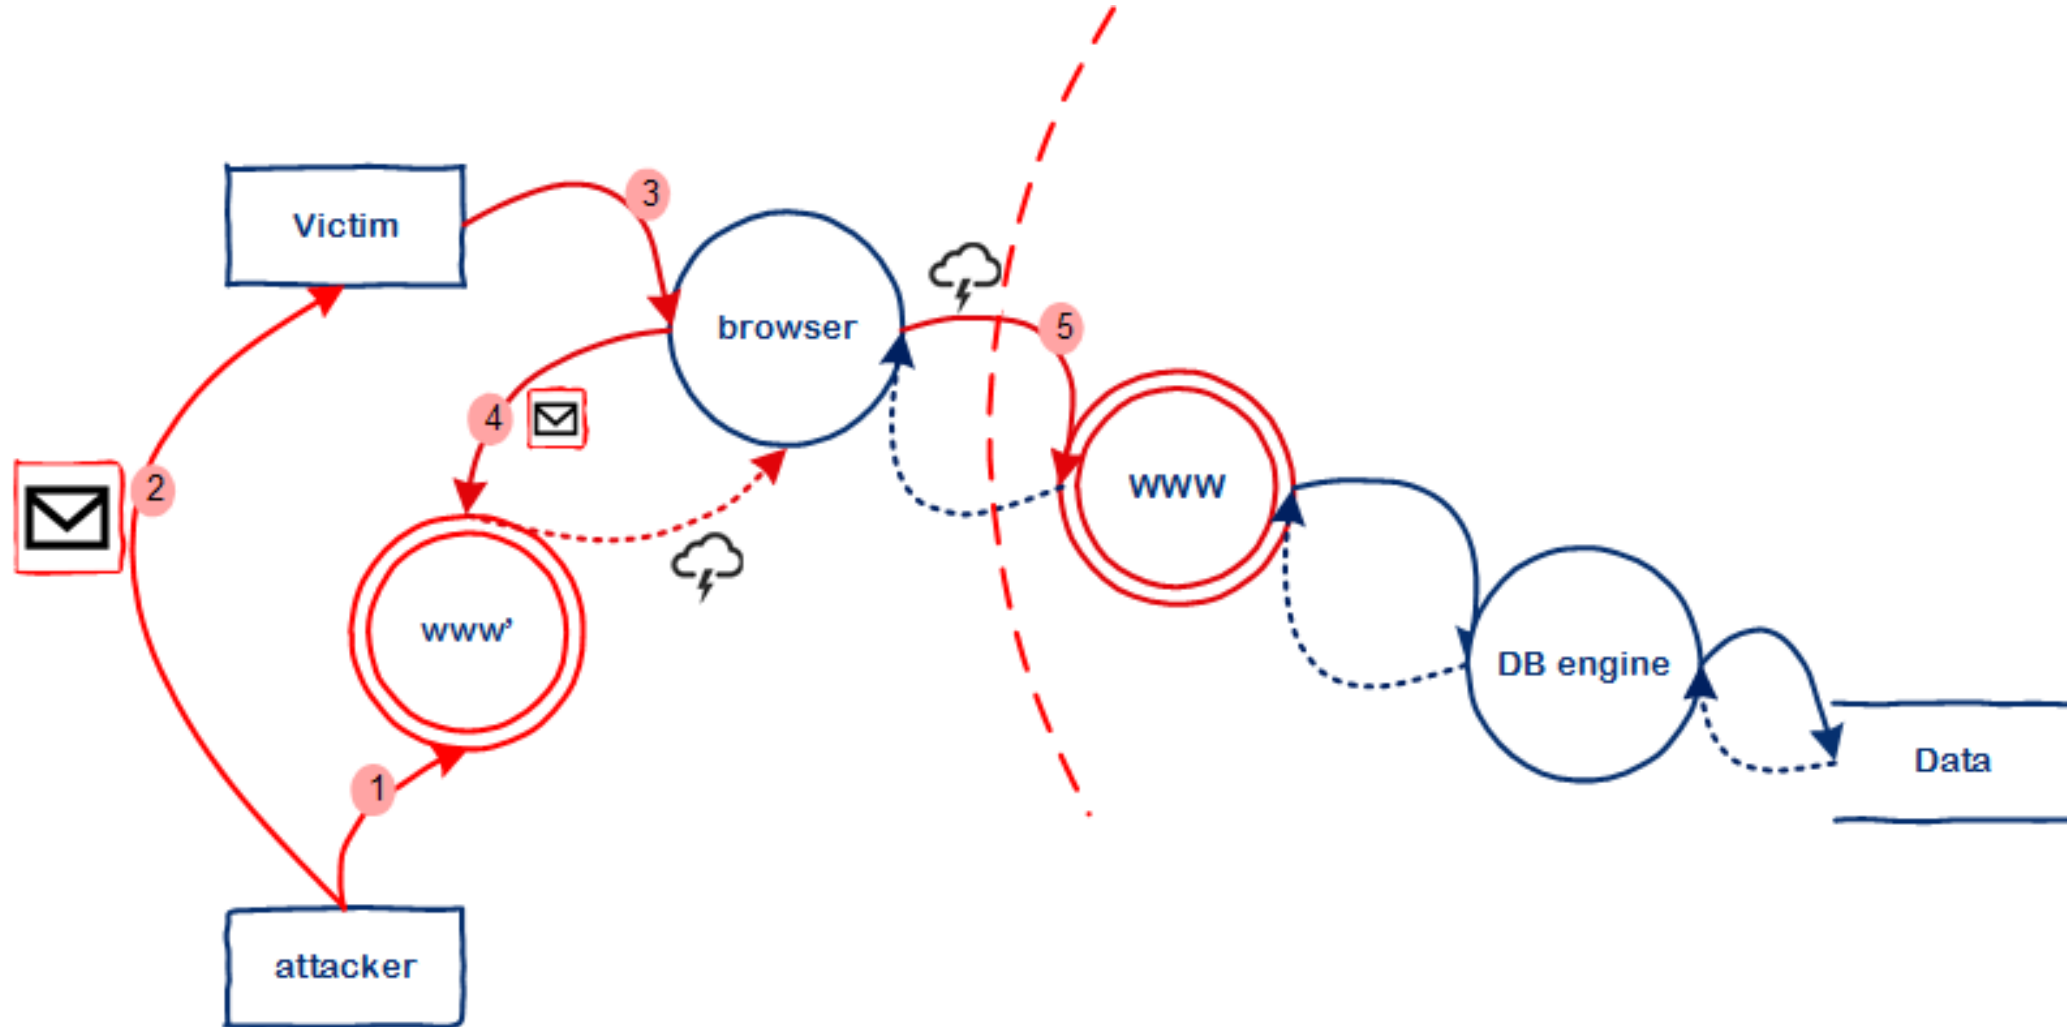 3
Victim
browser
5
4
2
www
www’
DB engine
Data
1
attacker